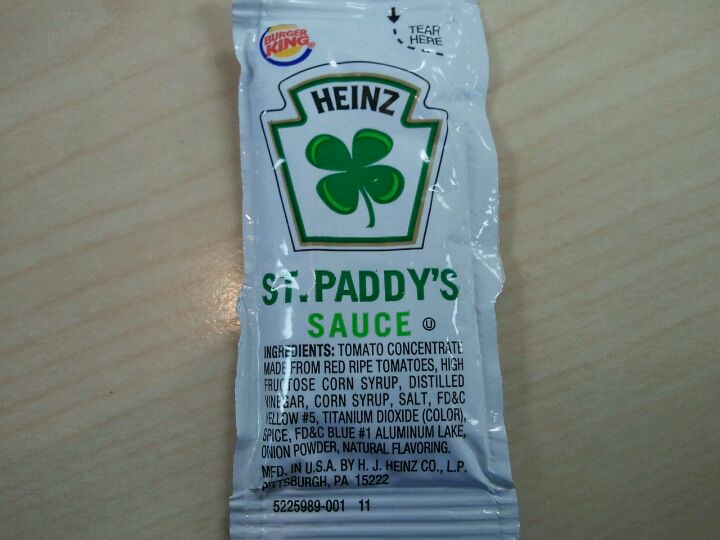 BURGER KING®
TEAR
HERE
HEINZ
ST. PADDY'S
SAUCE Ⓤ
INGREDIENTS: TOMATO CONCENTRATE
MADE FROM RED RIPE TOMATOES, HIGH
FRUCTOSE CORN SYRUP, DISTILLED
VINEGAR, CORN SYRUP, SALT, FD&C
YELLOW #5, TITANIUM DIOXIDE (COLOR),
SPICE, FD&C BLUE #1 ALUMINUM LAKE,
ONION POWDER, NATURAL FLAVORING.
MFD. IN U.S.A. BY H. J. HEINZ CO., L.P.
PITTSBURGH, PA 15222
5225989-001 11